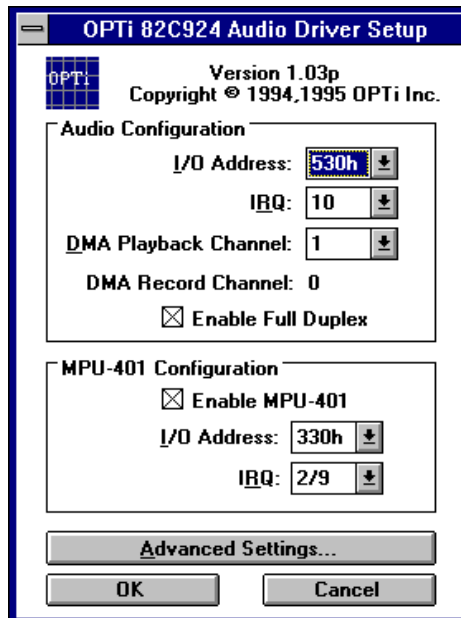 OPTi 82C924 Audio Driver Setup
OPTi
Version 1.03p
Copyright © 1994,1995 OPTi Inc.
Audio Configuration
I/O Address: 530h
IRQ: 10
DMA Playback Channel: 1
DMA Record Channel: 0
Enable Full Duplex
MPU-401 Configuration
Enable MPU-401
I/O Address: 330h
IRQ: 2/9
Advanced Settings...
OK Cancel